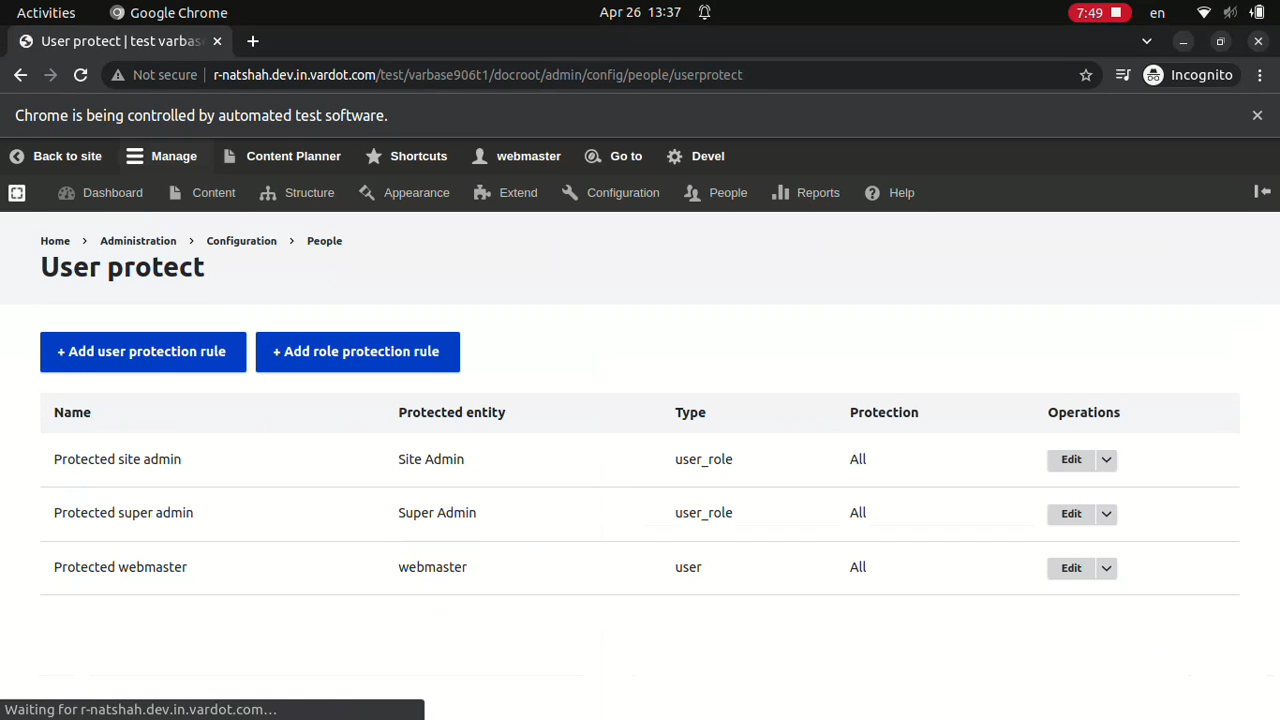 Activities Google Chrome Apr 26 13:37 7:49 en
User protect | test varbase
Not secure r-natshah.dev.in.vardot.com/test/varbase906t1/docroot/admin/config/people/userprotect Incognito
Chrome is being controlled by automated test software.
Back to site Manage Content Planner Shortcuts webmaster Go to Devel
Dashboard Content Structure Appearance Extend Configuration People Reports Help
Home › Administration › Configuration › People
User protect
+ Add user protection rule + Add role protection rule
Name Protected entity Type Protection Operations
Protected site admin Site Admin user_role All Edit
Protected super admin Super Admin user_role All Edit
Protected webmaster webmaster user All Edit
Waiting for r-natshah.dev.in.vardot.com...